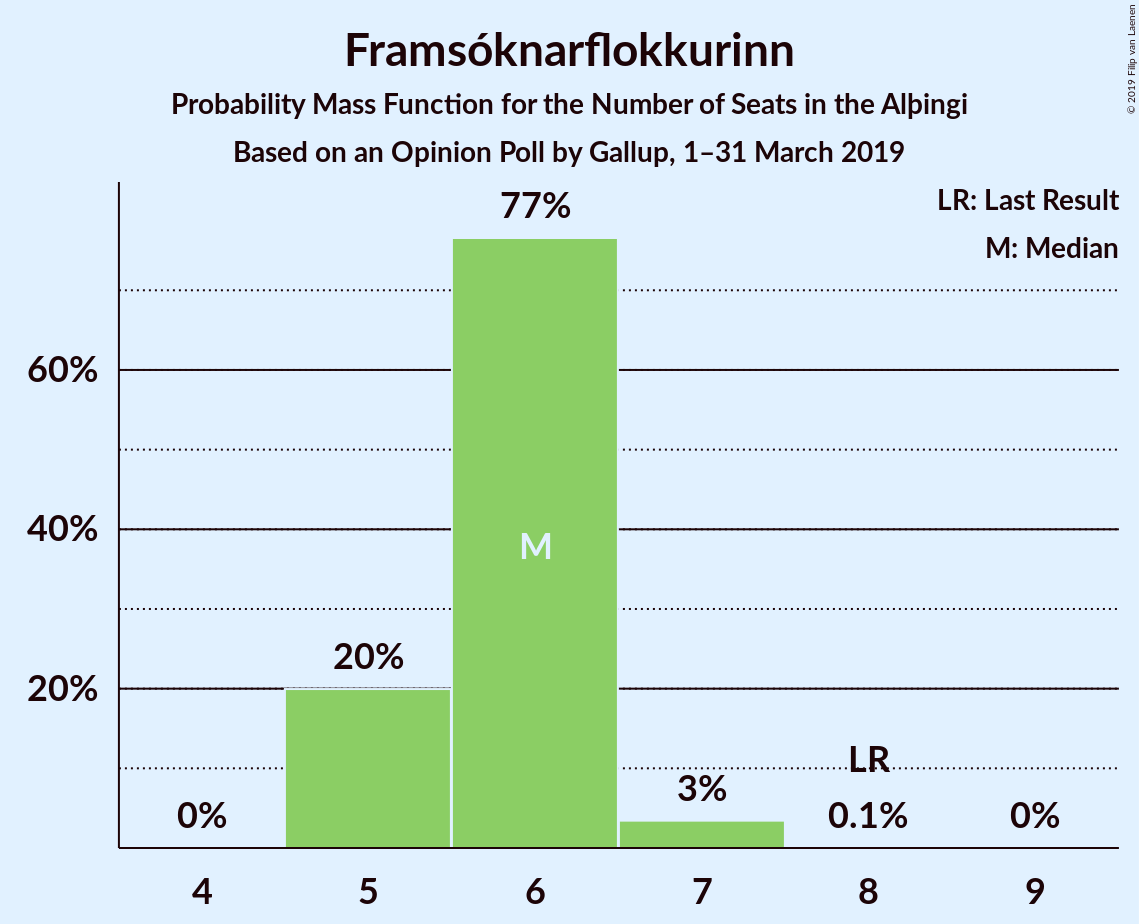 Framsóknarflokkurinn
Probability Mass Function for the Number of Seats in the Alþingi
Based on an Opinion Poll by Gallup, 1–31 March 2019
© 2019 Filip van Laenen
LR: Last Result
M: Median
77%
60%
40%
M
20%
20%
LR
3%
0%
0.1%
0%
4 5 6 7 8 9